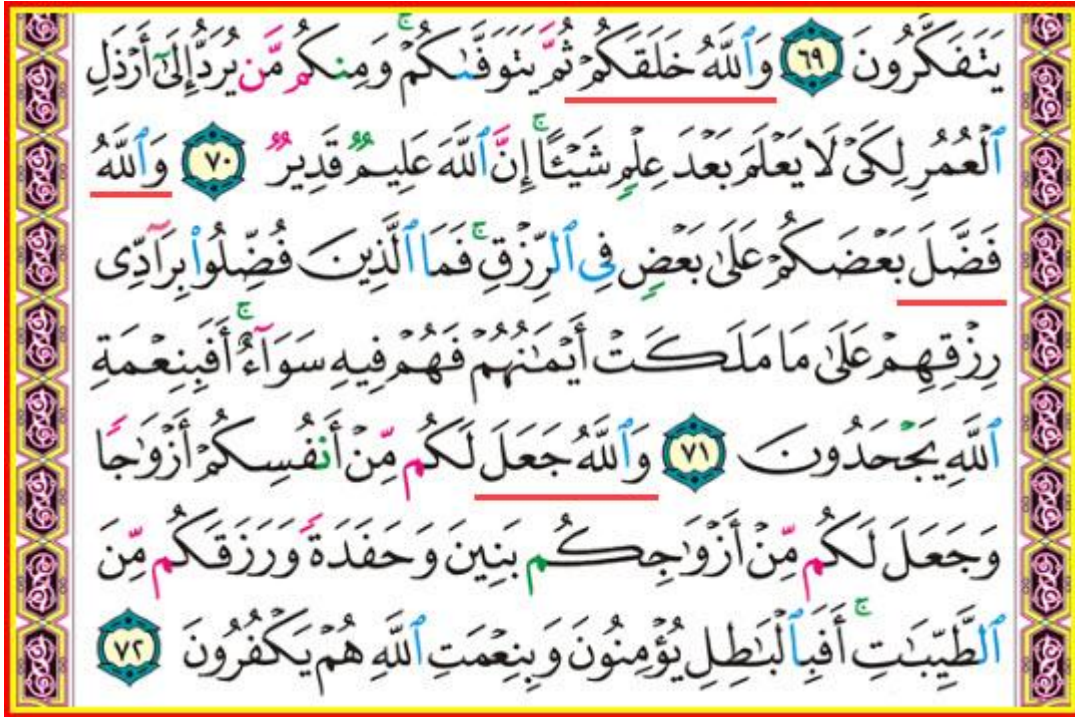 يَتَفَكَّرُونَ ٦٩ وَٱللَّهُ خَلَقَكُمْ ثُمَّ يَتَوَفَّىٰكُمْ ۚ وَمِنكُم مَّن يُرَدُّ إِلَىٰٓ أَرْذَلِ
ٱلْعُمُرِ لِكَىْ لَا يَعْلَمَ بَعْدَ عِلْمٍ شَيْـًٔا ۚ إِنَّ ٱللَّهَ عَلِيمٌ قَدِيرٌ ٧٠ وَٱللَّهُ
فَضَّلَ بَعْضَكُمْ عَلَىٰ بَعْضٍ فِى ٱلرِّزْقِ ۚ فَمَا ٱلَّذِينَ فُضِّلُوا۟ بِرَآدِّى
رِزْقِهِمْ عَلَىٰ مَا مَلَكَتْ أَيْمَٰنُهُمْ فَهُمْ فِيهِ سَوَآءٌ ۚ أَفَبِنِعْمَةِ
ٱللَّهِ يَجْحَدُونَ ٧١ وَٱللَّهُ جَعَلَ لَكُم مِّنْ أَنفُسِكُمْ أَزْوَٰجًا
وَجَعَلَ لَكُم مِّنْ أَزْوَٰجِكُم بَنِينَ وَحَفَدَةً وَرَزَقَكُم مِّنَ
ٱلطَّيِّبَٰتِ ۚ أَفَبِٱلْبَٰطِلِ يُؤْمِنُونَ وَبِنِعْمَتِ ٱللَّهِ هُمْ يَكْفُرُونَ ٧٢